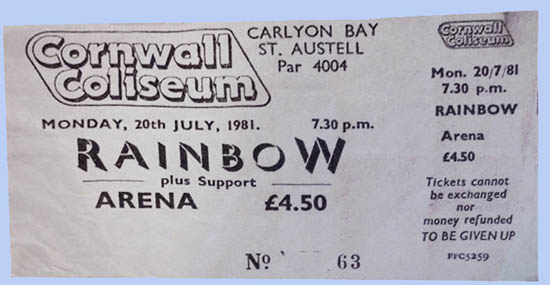 Cornwall
Coliseum
CARLYON BAY
ST. AUSTELL
Par 4004
MONDAY, 20th JULY, 1981. 7.30 p.m.
RAINBOW
plus Support
ARENA £4.50
Nº 63
Cornwall
Coliseum
Mon. 20/7/81
7.30 p.m.
RAINBOW
Arena
£4.50
Tickets cannot
be exchanged
nor
money refunded
TO BE GIVEN UP